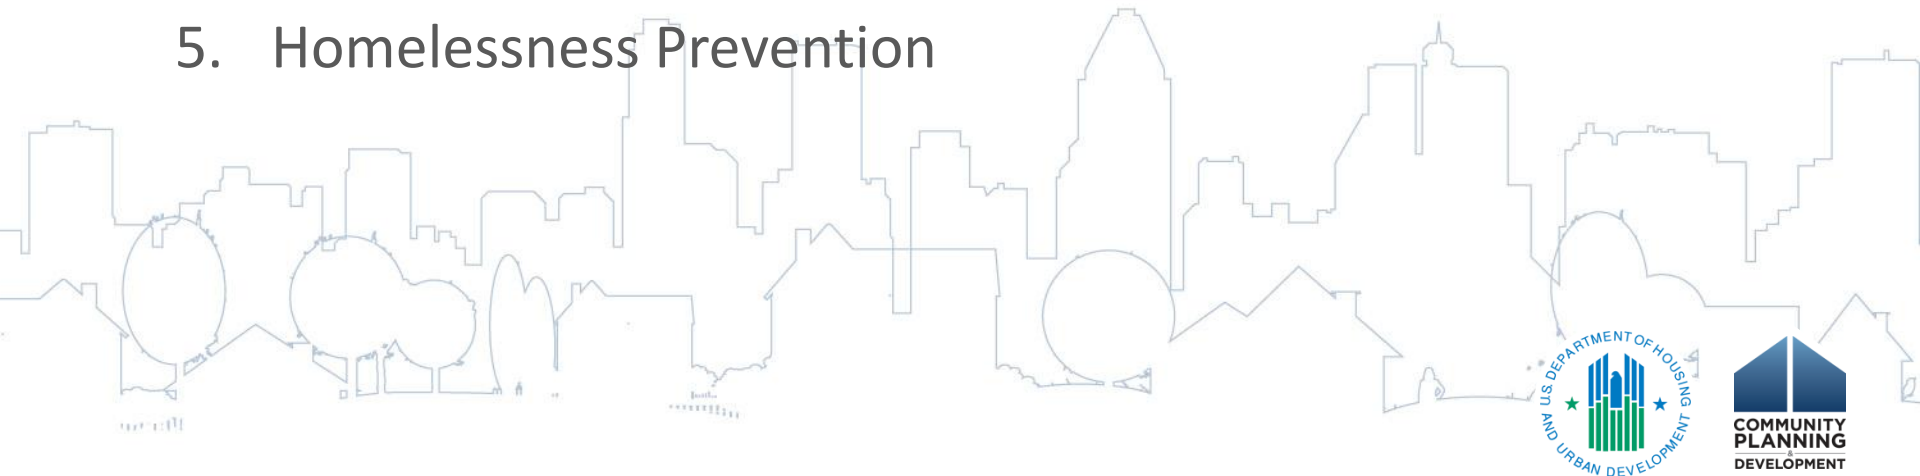 5. Homelessness Prevention
U.S. DEPARTMENT OF HOUSING
AND URBAN DEVELOPMENT
COMMUNITY
PLANNING
&
DEVELOPMENT